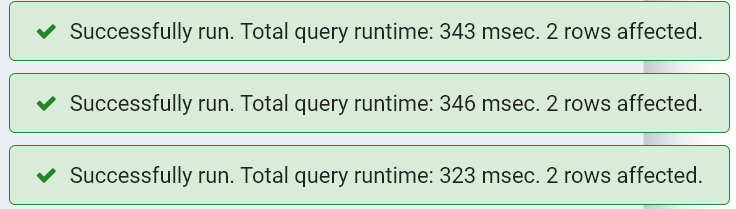 Successfully run. Total query runtime: 343 msec. 2 rows affected.
Successfully run. Total query runtime: 346 msec. 2 rows affected.
Successfully run. Total query runtime: 323 msec. 2 rows affected.